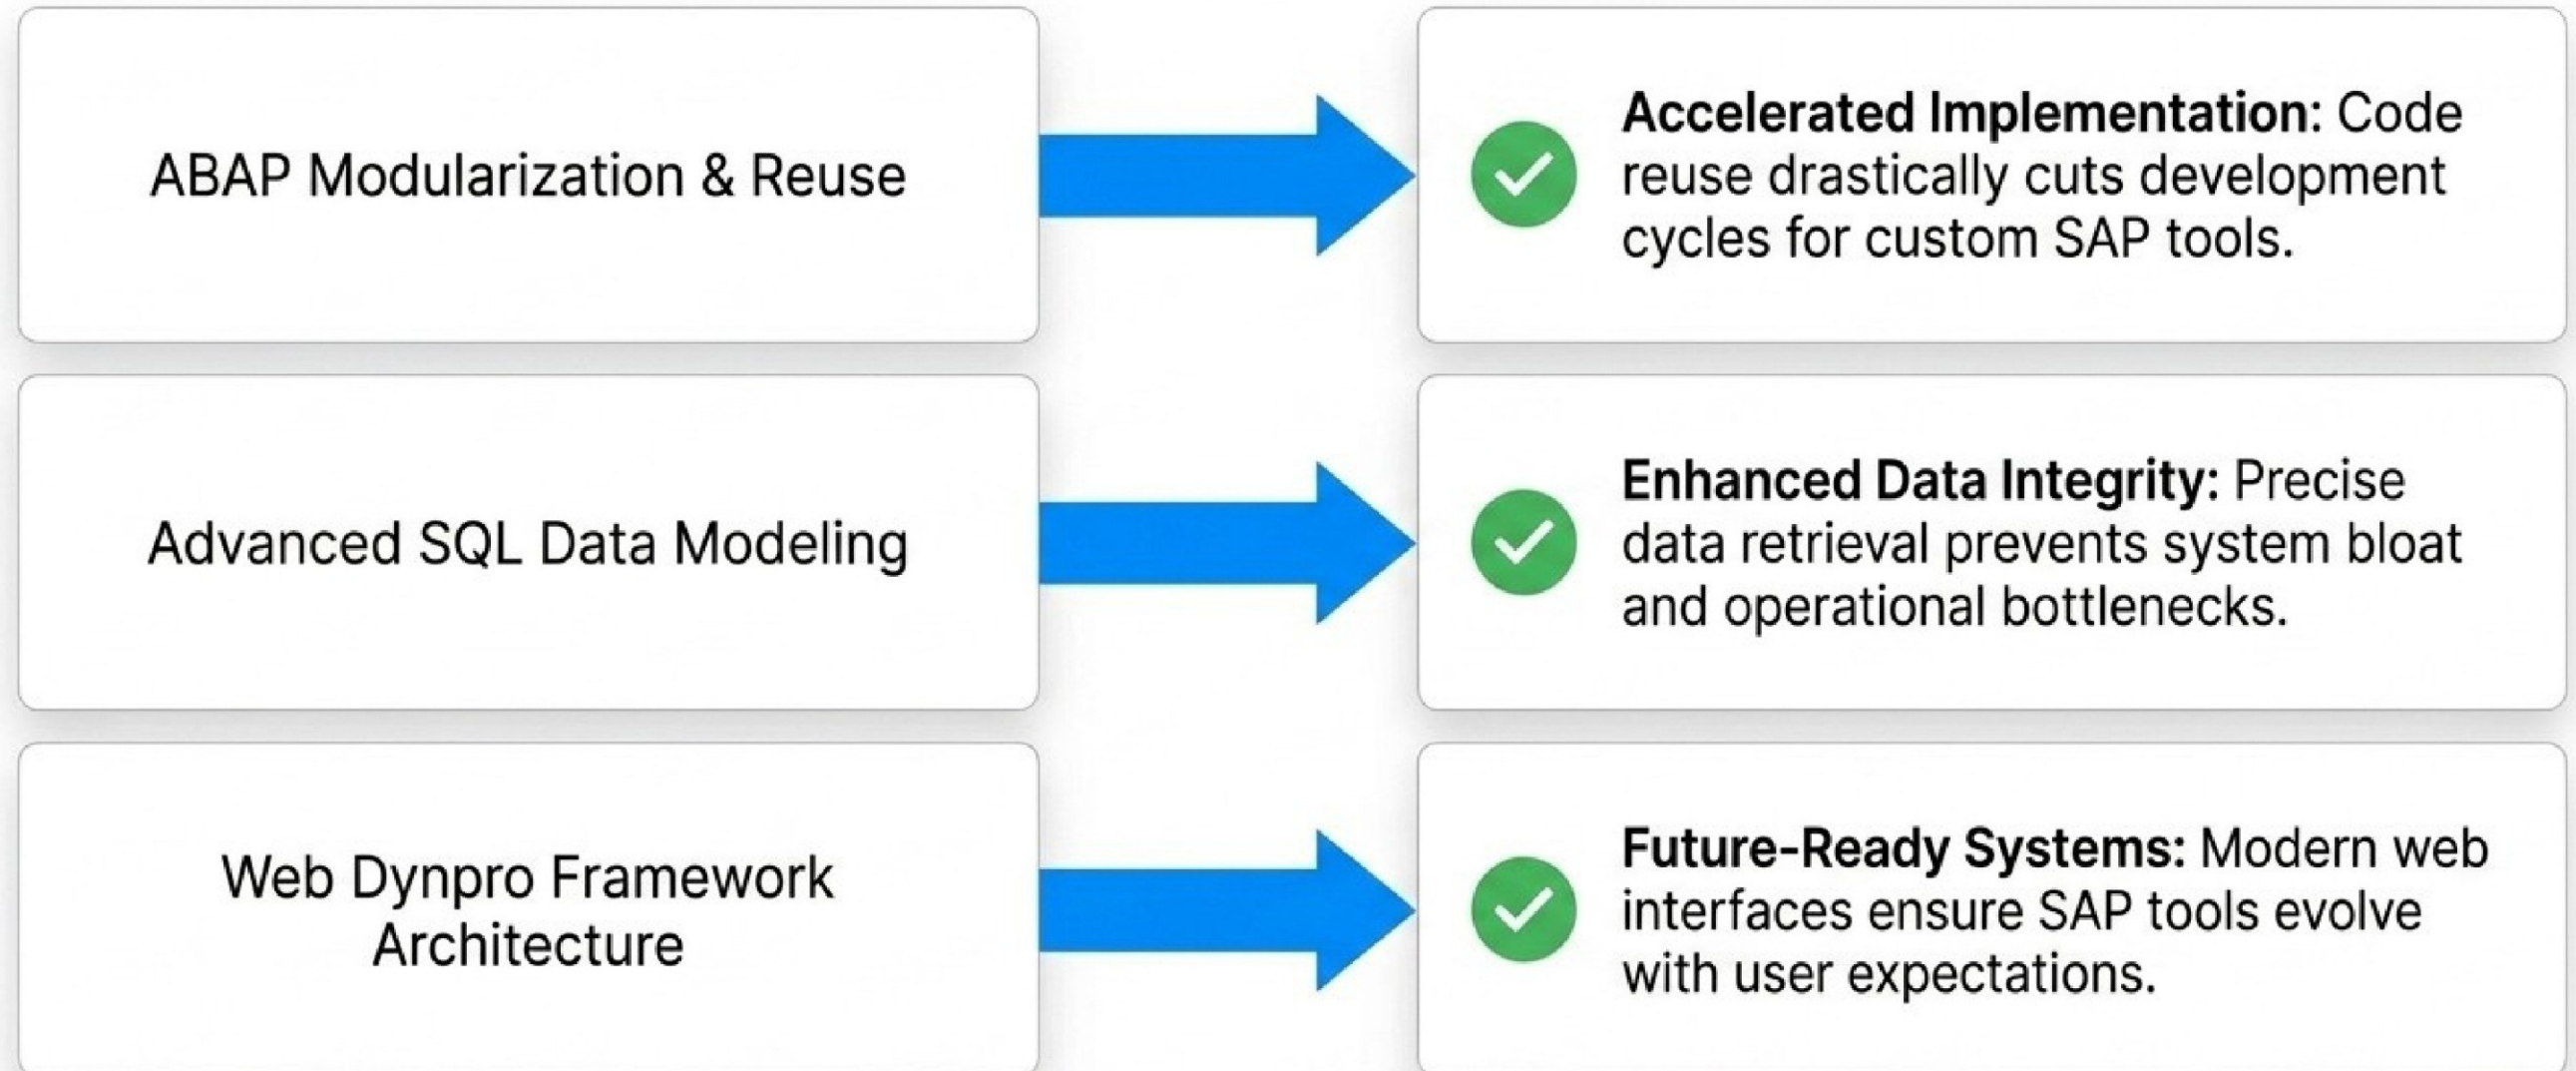 ABAP Modularization & Reuse
Accelerated Implementation: Code
reuse drastically cuts development
cycles for custom SAP tools.
Advanced SQL Data Modeling
Enhanced Data Integrity: Precise
data retrieval prevents system bloat
and operational bottlenecks.
Web Dynpro Framework
Architecture
Future-Ready Systems: Modern web
interfaces ensure SAP tools evolve
with user expectations.